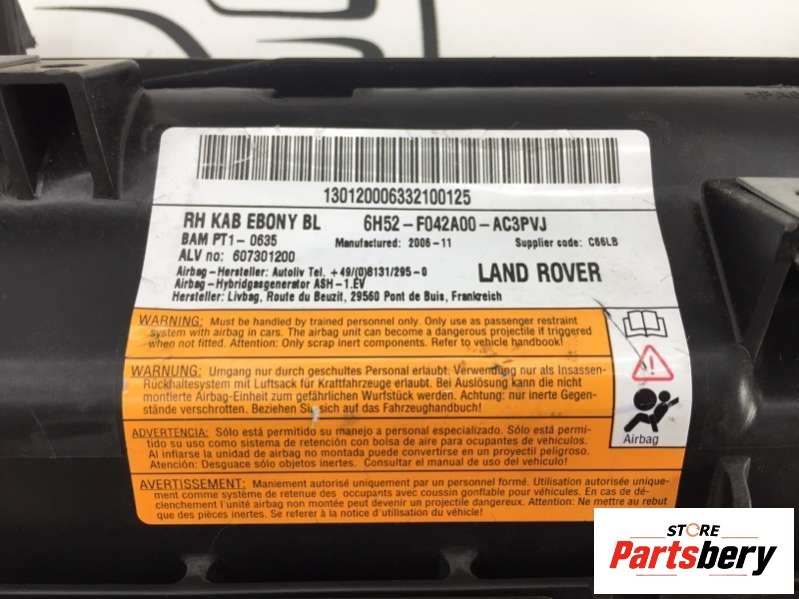 130120006332100125
RH KAB EBONY BL 6H52-F042A00-AC3PVJ
BAM PT1- 0635 Manufactured: 2006-11 Supplier code: C66LB
ALV no: 607301200
Airbag-Hersteller: Autoliv Tel. +49/(0)8131/295-0 LAND ROVER
Airbag-Hybridgasgenerator ASH-1.EV
Hersteller: Livbag, Route du Beuzit, 29560 Pont de Buis, Frankreich
WARNING: Must be handled by trained personnel only. Only use as passenger restraint
system with airbag in cars. The airbag unit can become a dangerous projectile if triggered
when not fitted. Attention: Only scrap inert components. Refer to vehicle handbook!
WARNUNG: Umgang nur durch geschultes Personal erlaubt. Verwendung nur als Insassen-
Rückhaltesystem mit Luftsack für Kraftfahrzeuge erlaubt. Bei Auslösung kann die nicht
montierte Airbag-Einheit zum gefährlichen Wurfstück werden. Achtung: nur inerte Gegen-
stände verschrotten. Beziehen Sie sich auf das Fahrzeughandbuch!
ADVERTENCIA: Sólo está permitido su manejo a personal especializado. Sólo está permi-
tido su uso como sistema de retención con bolsa de aire para ocupantes de vehículos.
Al inflarse la unidad de airbag no montada puede convertirse en un proyectil peligroso.
Atención: Desguace sólo objetos inertes. Consultar el manual de uso del vehículo.
AVERTISSEMENT: Maniement autorisé uniquement par un personnel formé. Utilisation autorisée unique-
ment comme système de retenue des occupants avec coussin gonflable pour véhicules. En cas de dé-
clenchement l'unité airbag non montée peut devenir un projectile dangereux. Attention: Ne mettre au rebut
que des pièces inertes. Se referer à la notice d'utilisation du véhicule!
Airbag
STORE
Partsbery